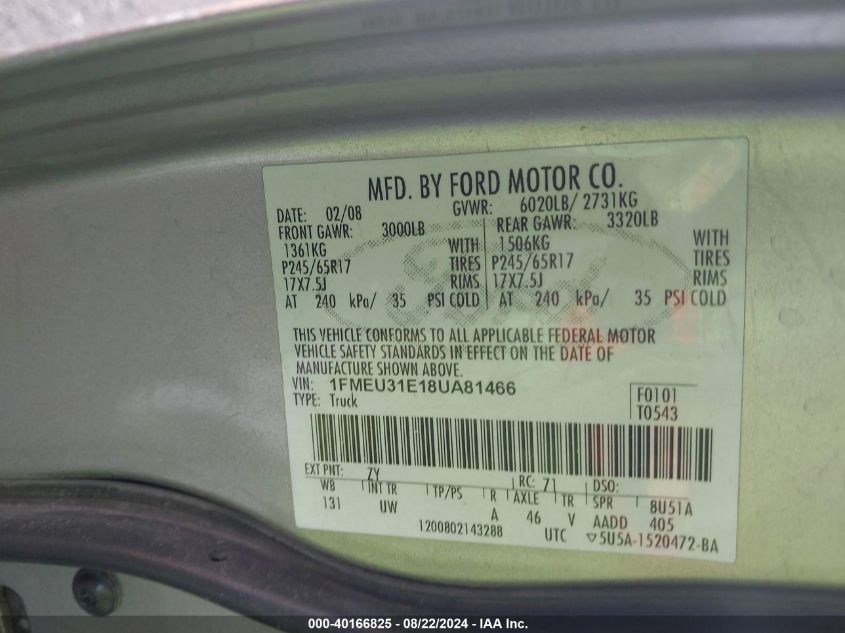 MFD. BY FORD MOTOR CO.
DATE: 02/08 GVWR: 6020LB/ 2731KG
FRONT GAWR: 3000LB REAR GAWR: 3320LB
1361KG WITH 1506KG WITH
P245/65R17 TIRES P245/65R17 TIRES
17X7.5J RIMS 17X7.5J RIMS
AT 240 kPa/ 35 PSI COLD AT 240 kPa/ 35 PSI COLD
THIS VEHICLE CONFORMS TO ALL APPLICABLE FEDERAL MOTOR
VEHICLE SAFETY STANDARDS IN EFFECT ON THE DATE OF
MANUFACTURE SHOWN ABOVE.
VIN: 1FMEU31E18UA81466
TYPE: Truck
F0101
T0543
EXT PNT: ZY RC: 71 DSO:
WB INT TR TP/PS R AXLE TR SPR 8U51A
131 UW A 46 V AADD 405
1200802143288 UTC ▽5U5A-1520472-BA
000-40166825 - 08/22/2024 - IAA Inc.